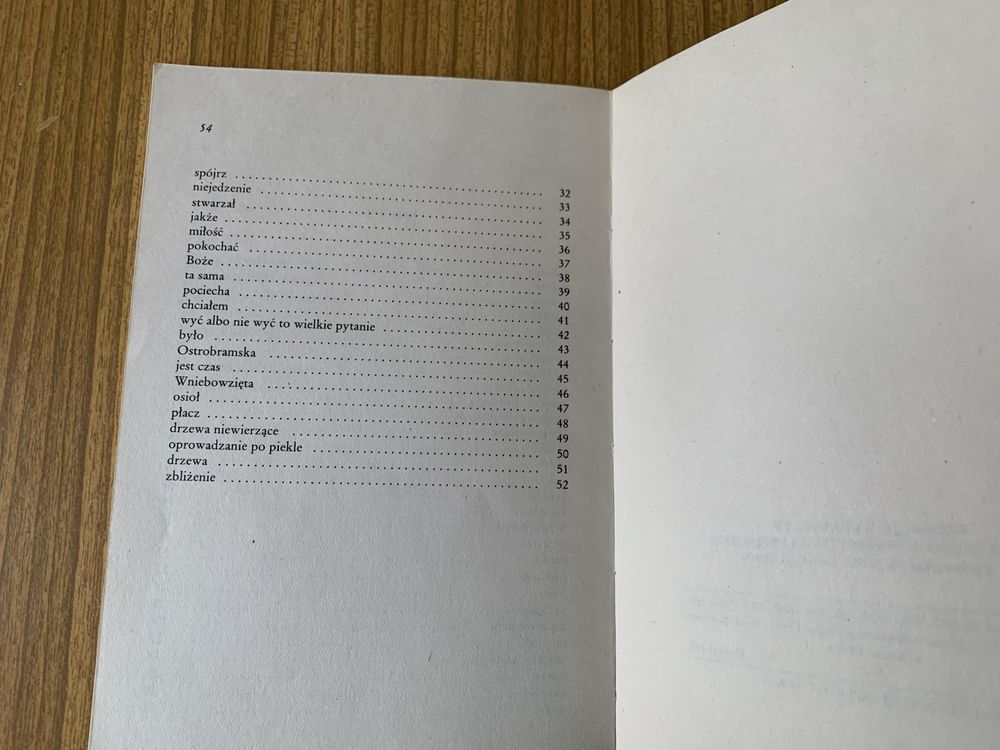 54
spójrz . . . . . . . . . . . . . . . . . . . . . . . . . . . . . . 32
niejedzenie . . . . . . . . . . . . . . . . . . . . . . . . . . . . . . 33
stwarzał . . . . . . . . . . . . . . . . . . . . . . . . . . . . . . 34
jakże . . . . . . . . . . . . . . . . . . . . . . . . . . . . . . 35
miłość . . . . . . . . . . . . . . . . . . . . . . . . . . . . . . 36
pokochać . . . . . . . . . . . . . . . . . . . . . . . . . . . . . . 37
Boże . . . . . . . . . . . . . . . . . . . . . . . . . . . . . . 38
ta sama . . . . . . . . . . . . . . . . . . . . . . . . . . . . . . 39
pociecha . . . . . . . . . . . . . . . . . . . . . . . . . . . . . . 40
chciałem . . . . . . . . . . . . . . . . . . . . . . . . . . . . . . 41
wyć albo nie wyć to wielkie pytanie . . . . . . . . . . . . . . . . 42
było . . . . . . . . . . . . . . . . . . . . . . . . . . . . . . 43
Ostrobramska . . . . . . . . . . . . . . . . . . . . . . . . . . . . 44
jest czas . . . . . . . . . . . . . . . . . . . . . . . . . . . . . . 45
Wniebowzięta . . . . . . . . . . . . . . . . . . . . . . . . . . . . 46
osioł . . . . . . . . . . . . . . . . . . . . . . . . . . . . . . 47
płacz . . . . . . . . . . . . . . . . . . . . . . . . . . . . . . 48
drzewa niewierzące . . . . . . . . . . . . . . . . . . . . . . . . 49
oprowadzanie po piekle . . . . . . . . . . . . . . . . . . . . . . 50
drzewa . . . . . . . . . . . . . . . . . . . . . . . . . . . . . . 51
zbliżenie . . . . . . . . . . . . . . . . . . . . . . . . . . . . . . 52